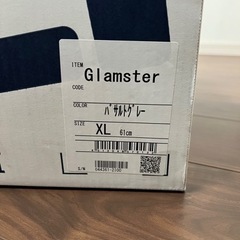 ITEM
Glamster
CODE
COLOR
ﾊﾞｻﾙﾄｸﾞﾚｰ
SIZE
XL 61cm
S/N